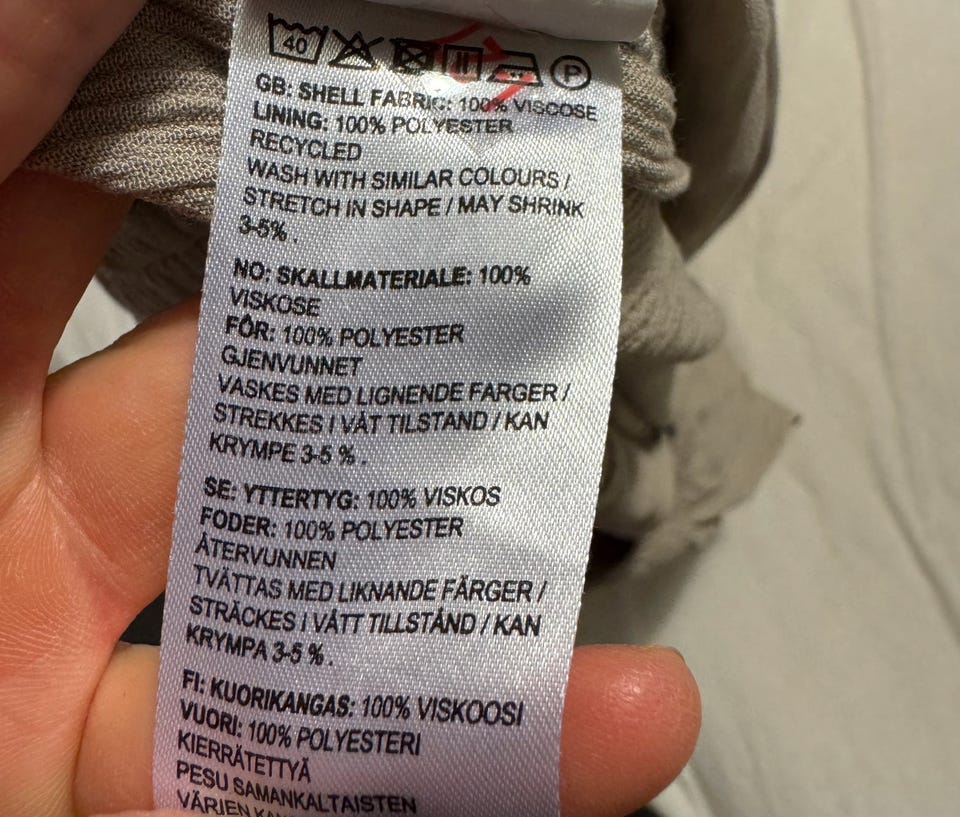 40 P
GB: SHELL FABRIC: 100% VISCOSE
LINING: 100% POLYESTER
RECYCLED
WASH WITH SIMILAR COLOURS /
STRETCH IN SHAPE / MAY SHRINK
3-5% .
NO: SKALLMATERIALE: 100%
VISKOSE
FÔR: 100% POLYESTER
GJENVUNNET
VASKES MED LIGNENDE FARGER /
STREKKES I VÅT TILSTAND / KAN
KRYMPE 3-5 % .
SE: YTTERTYG: 100% VISKOS
FODER: 100% POLYESTER
ÅTERVUNNEN
TVÄTTAS MED LIKNANDE FÄRGER /
STRÄCKES I VÅTT TILLSTÅND / KAN
KRYMPA 3-5 % .
FI: KUORIKANGAS: 100% VISKOOSI
VUORI: 100% POLYESTERI
KIERRÄTETTYÄ
PESU SAMANKALTAISTEN
VÄRIEN